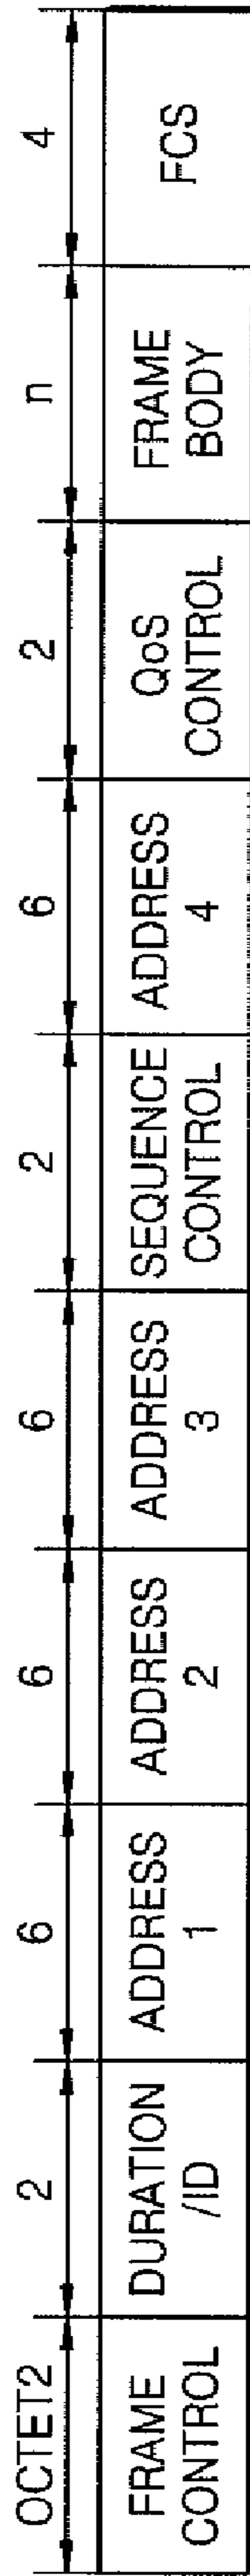 OCTET2 2 6 6 6 2 6 2 n 4
FRAME CONTROL
DURATION /ID
ADDRESS 1
ADDRESS 2
ADDRESS 3
SEQUENCE CONTROL
ADDRESS 4
QoS CONTROL
FRAME BODY
FCS